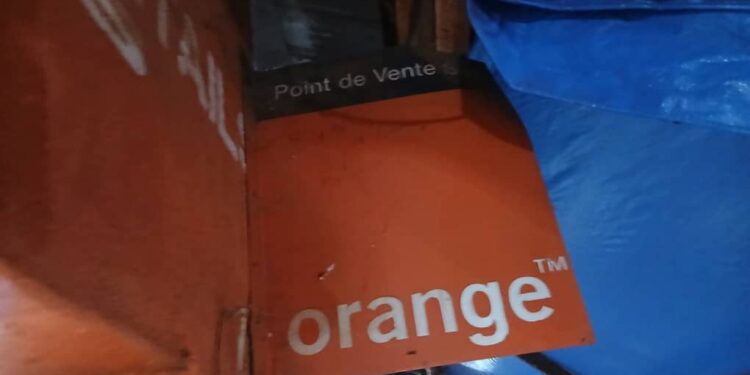 Point de Vente
orange™